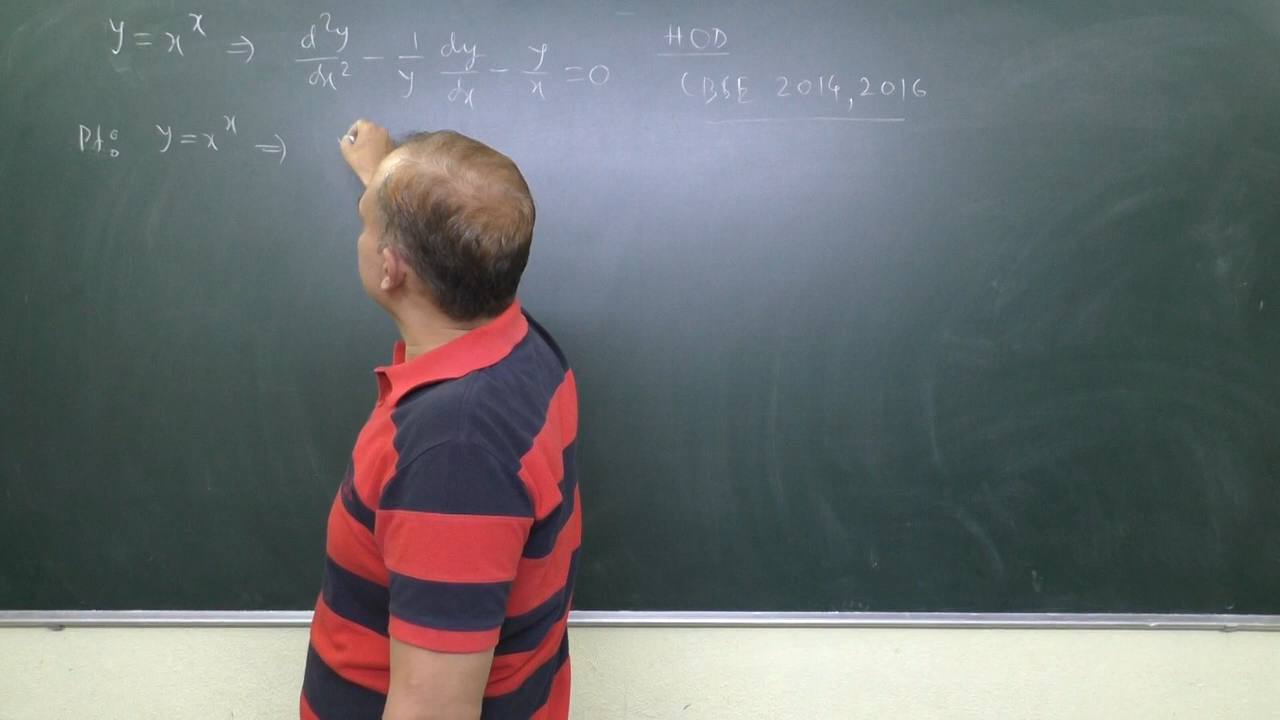 y = x^x ⇒ d²y/dx² - 1/y dy/dx - y/x = 0 HOD
CBSE 2014, 2016
Pf: y = x^x ⇒